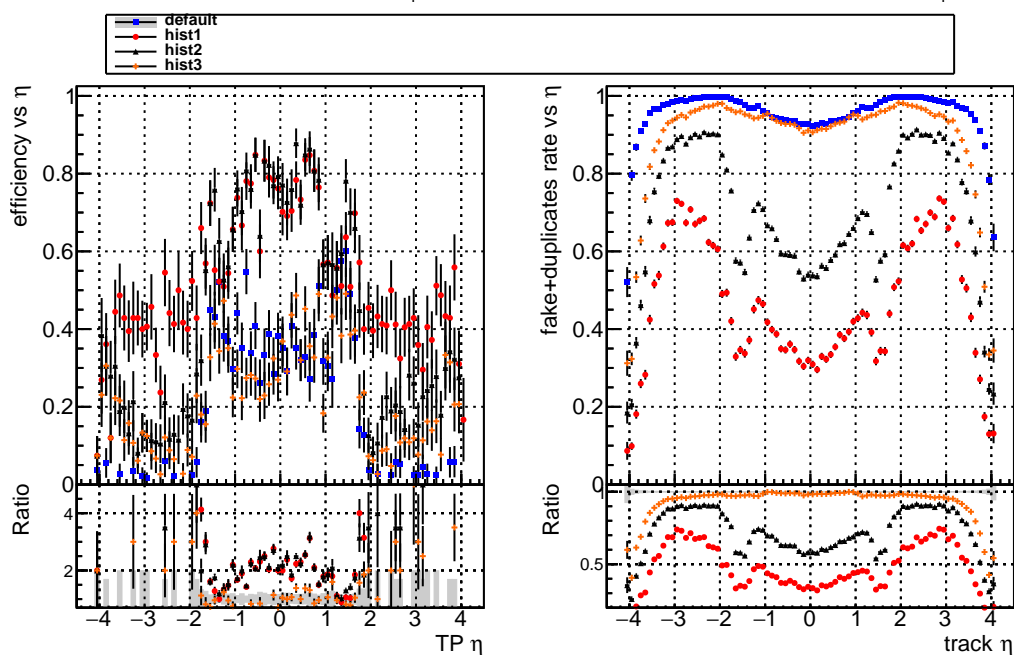 default
hist1
hist2
hist3
efficiency vs η
1
0.8
0.6
0.4
0.2
0
Ratio
4
2
−4 −3 −2 −1 0 1 2 3 4
TP η
fake+duplicates rate vs η
1
0.8
0.6
0.4
0.2
0
Ratio
0.5
−4 −3 −2 −1 0 1 2 3 4
track η